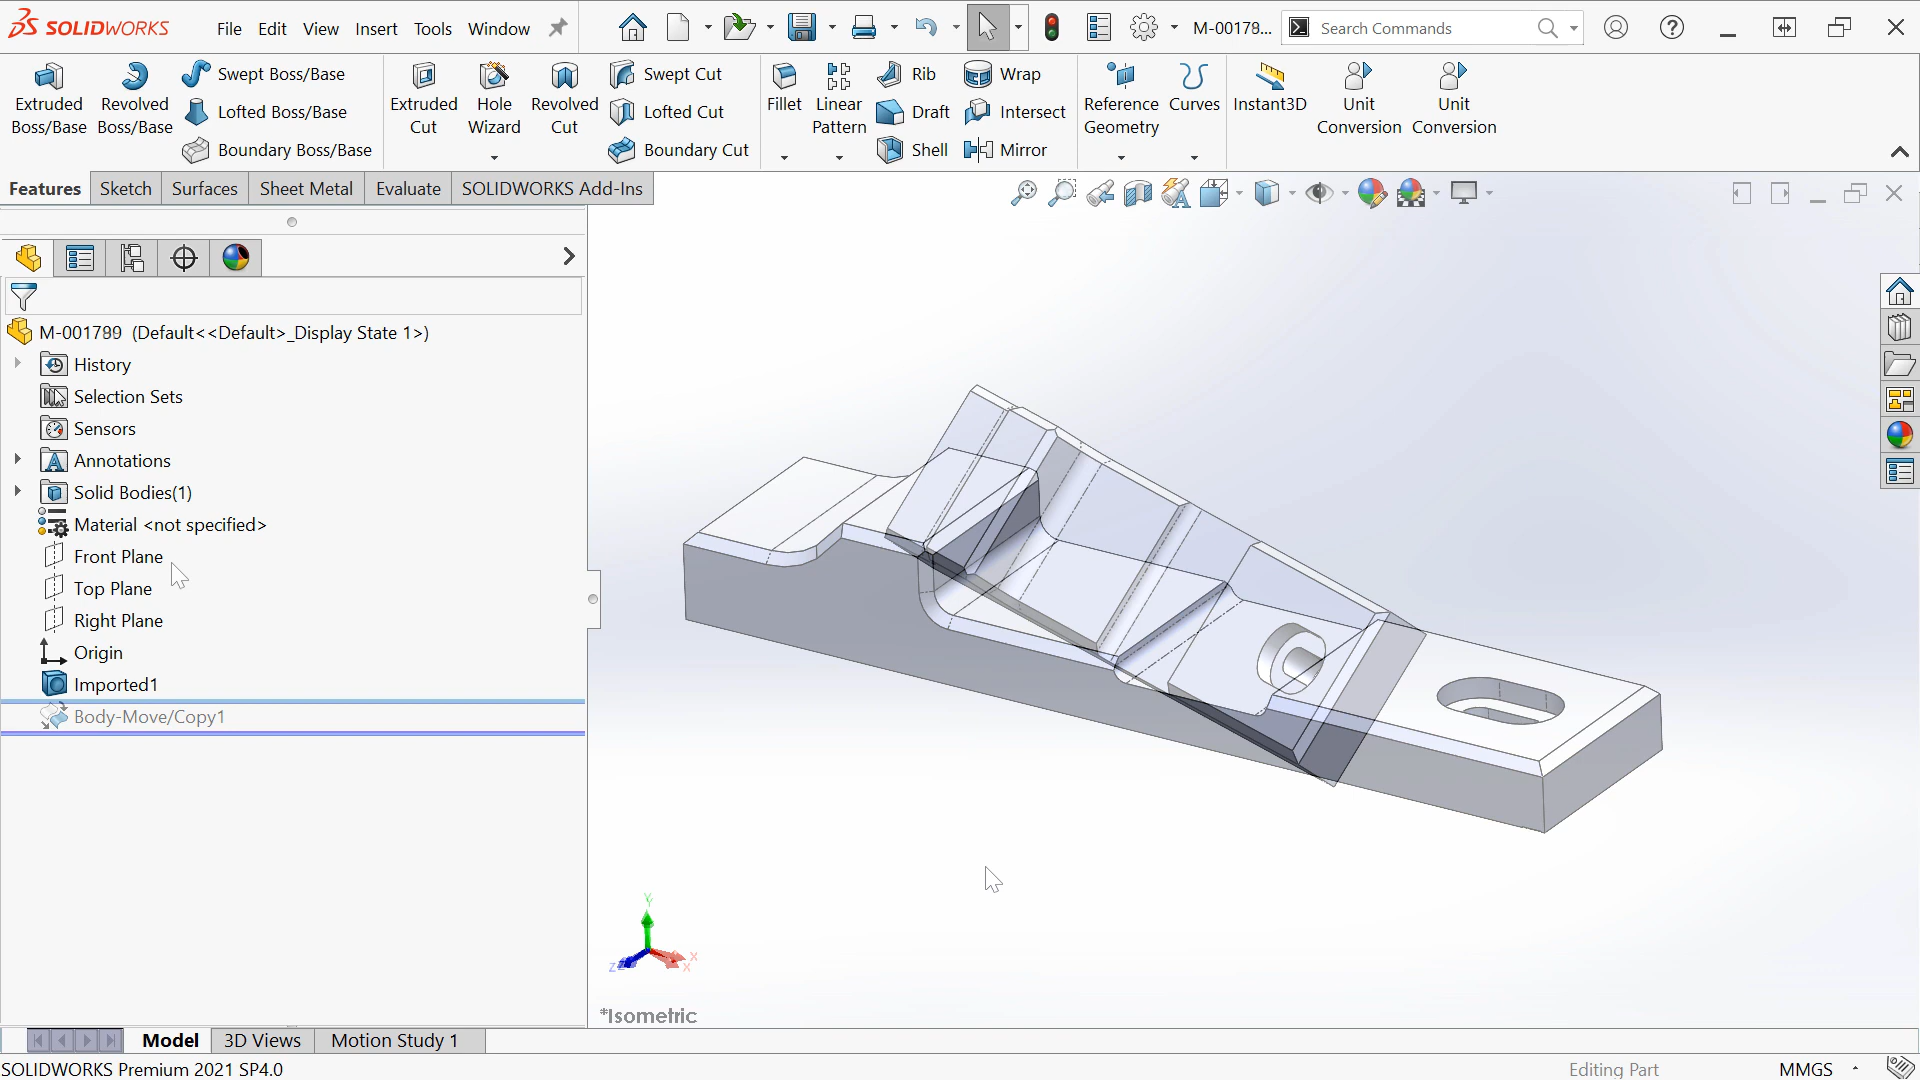 SOLIDWORKS
File Edit View Insert Tools Window
M-00178...
Search Commands
Extruded Boss/Base
Revolved Boss/Base
Swept Boss/Base
Lofted Boss/Base
Boundary Boss/Base
Extruded Cut
Hole Wizard
Revolved Cut
Swept Cut
Lofted Cut
Boundary Cut
Fillet
Linear Pattern
Rib
Draft
Shell
Wrap
Intersect
Mirror
Reference Geometry
Curves
Instant3D
Unit Conversion
Unit Conversion
Features Sketch Surfaces Sheet Metal Evaluate SOLIDWORKS Add-Ins
(Default<<Default>_Display State 1>)
History
Selection Sets
Sensors
Annotations
Solid Bodies(1)
Material <not specified>
Front Plane
Top Plane
Right Plane
Origin
Imported1
Body-Move/Copy1
Y
X
X
Z
*Isometric
Model 3D Views Motion Study 1
SOLIDWORKS Premium 2021 SP4.0
Editing Part
MMGS